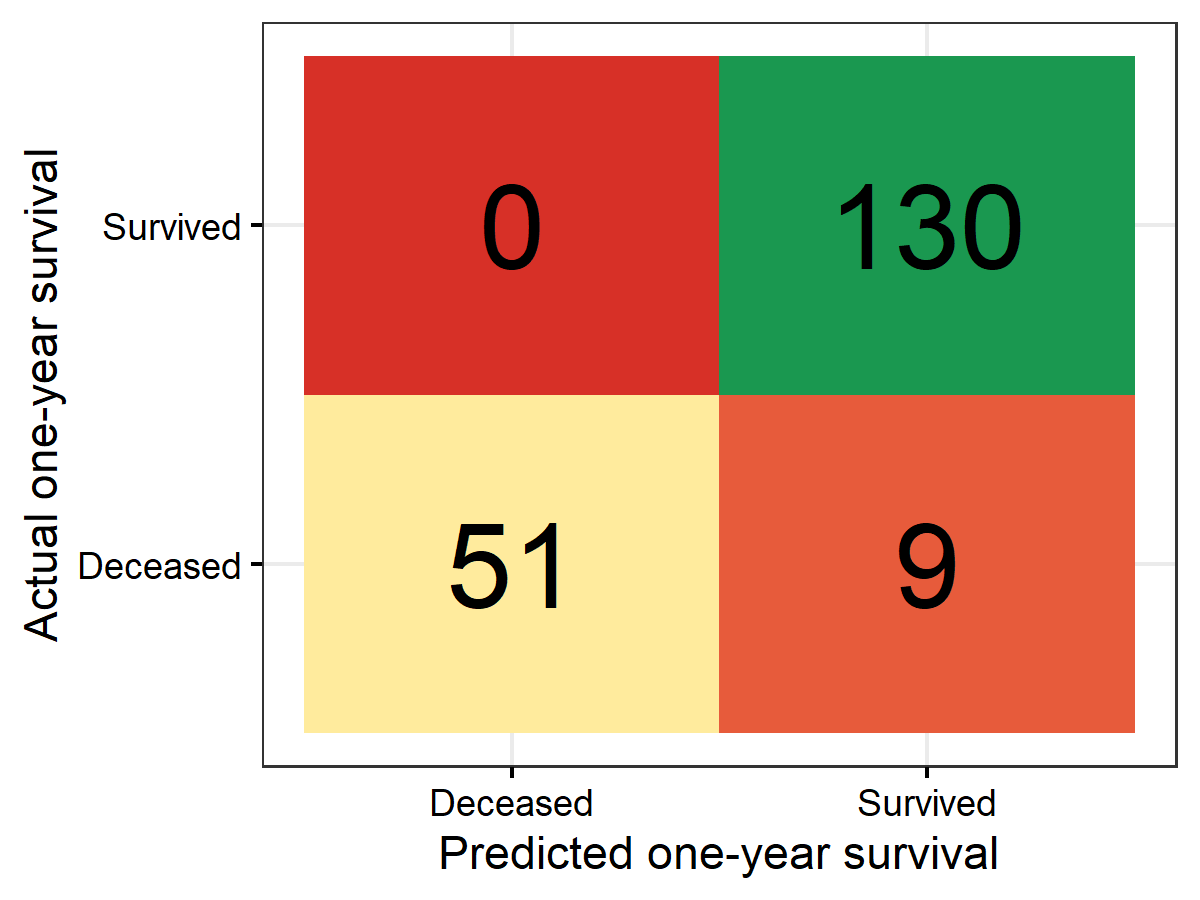 Actual one-year survival
Survived
0
130
Deceased
51
9
Deceased
Survived
Predicted one-year survival